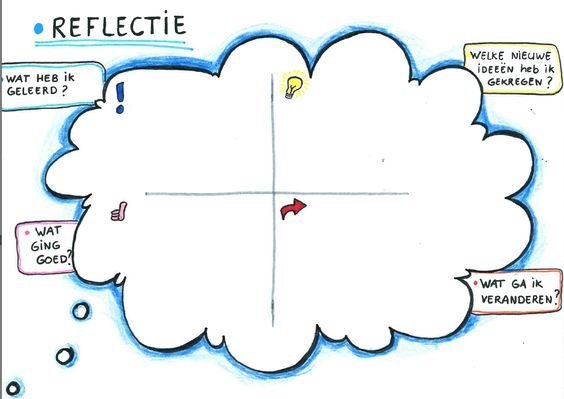 • REFLECTIE
• WAT HEB iK
GELEERD ?
WELKE NIEUWE
IDEEËN heb iK
GEKREGEN ?
• WAT
GING
GOED?
• WAT GA iK
VERANDEREN ?